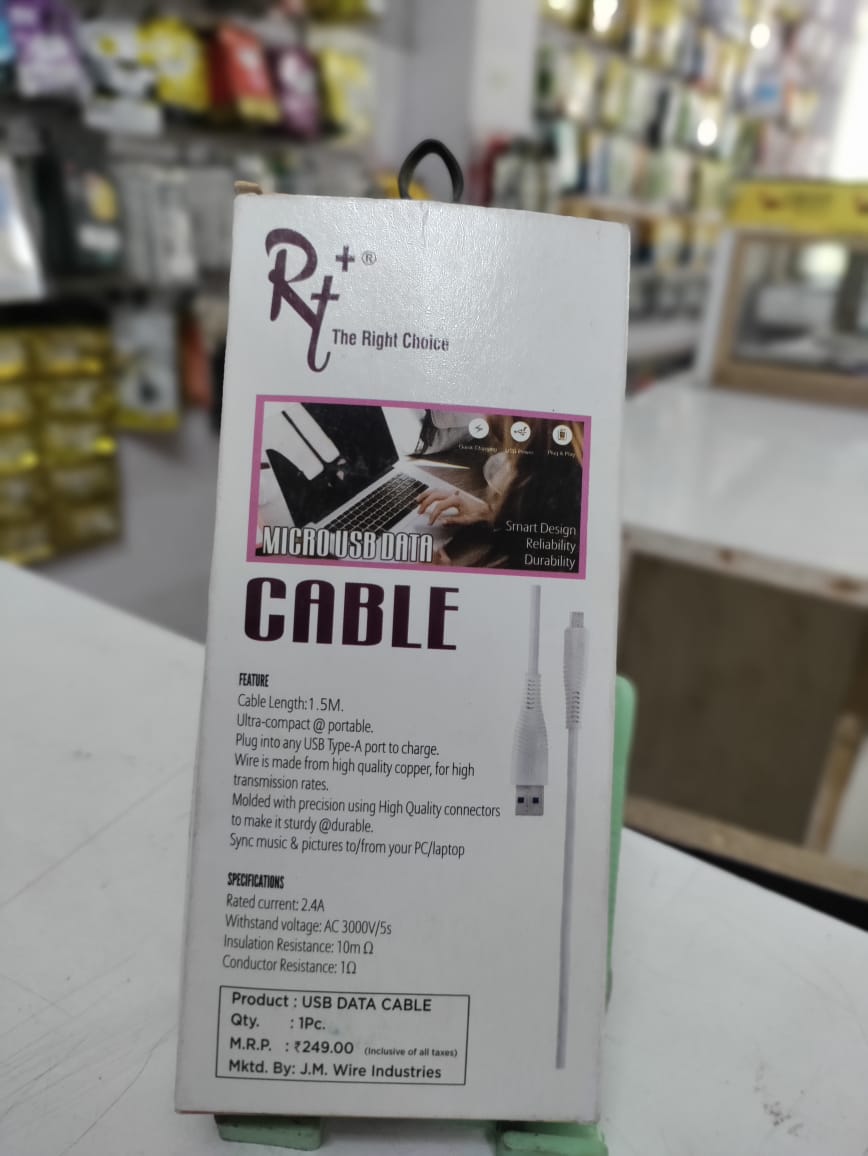 Rt+®
The Right Choice
Quick Charging
USB Power
Plug & Play
Smart Design
Reliability
Durability
MICRO USB DATA
CABLE
FEATURE
Cable Length:1.5M.
Ultra-compact @ portable.
Plug into any USB Type-A port to charge.
Wire is made from high quality copper, for high
transmission rates.
Molded with precision using High Quality connectors
to make it sturdy @durable.
Sync music & pictures to/from your PC/laptop
SPECIFICATIONS
Rated current: 2.4A
Withstand voltage: AC 3000V/5s
Insulation Resistance: 10m Ω
Conductor Resistance: 1Ω
Product : USB DATA CABLE
Qty. : 1Pc.
M.R.P. : ₹249.00 (Inclusive of all taxes)
Mktd. By: J.M. Wire Industries